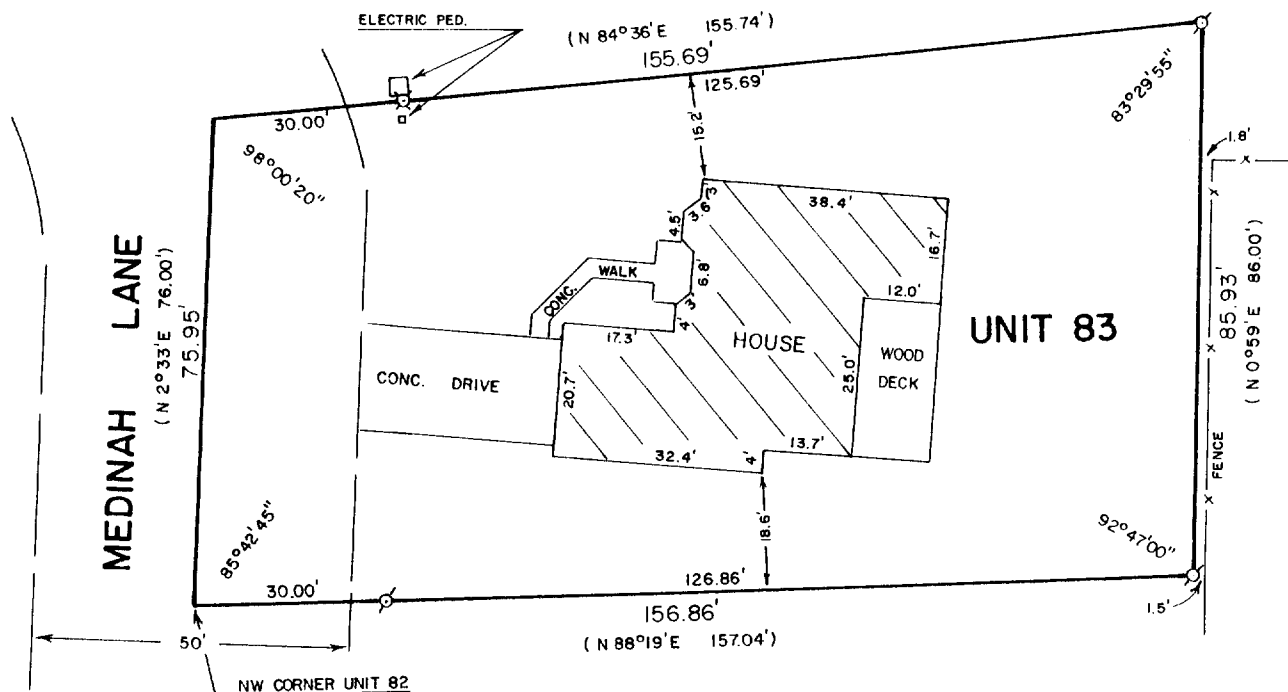 ELECTRIC PED.
(N 84°36'E 155.74')
155.69'
125.69'
30.00'
98°00'20"
83°29'55"
1.8'
15.2'
3'
3.6'
4.5'
38.4'
16.7'
6.8'
3'
4'
12.0'
WALK
CONC.
17.3'
HOUSE
WOOD
DECK
25.0'
UNIT 83
MEDINAH LANE
(N 2°33'E 76.00')
75.95'
CONC. DRIVE
20.7'
32.4'
4'
13.7'
18.6'
85.93'
(N 0°59'E 86.00')
FENCE
85°42'45"
92°47'00"
30.00'
126.86'
156.86'
(N 88°19'E 157.04')
1.5'
50'
NW CORNER UNIT 82